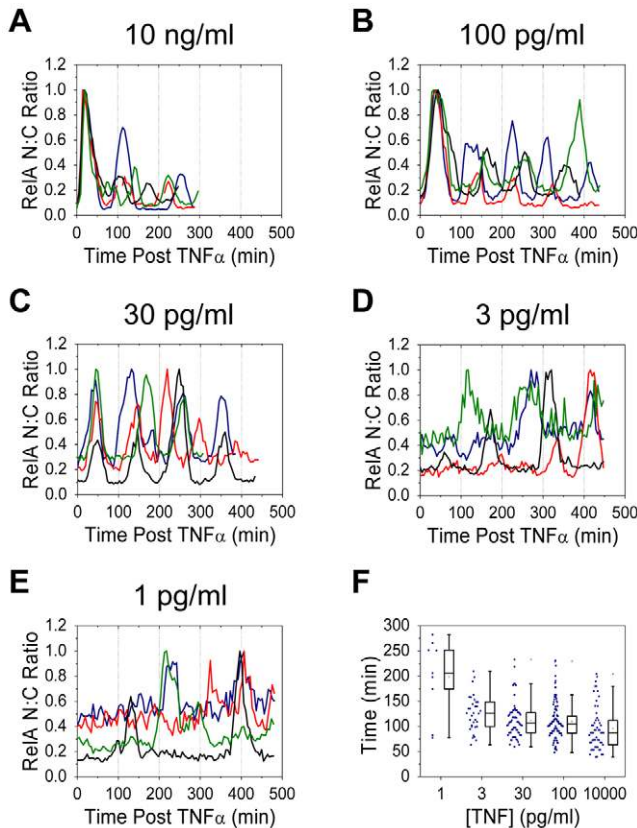 A
10 ng/ml
RelA N:C Ratio
1.2
1.0
0.8
0.6
0.4
0.2
0.0
0 100 200 300 400 500
Time Post TNFα (min)
B
100 pg/ml
RelA N:C Ratio
1.2
1.0
0.8
0.6
0.4
0.2
0.0
0 100 200 300 400 500
Time Post TNFα (min)
C
30 pg/ml
RelA N:C Ratio
1.2
1.0
0.8
0.6
0.4
0.2
0.0
0 100 200 300 400 500
Time Post TNFα (min)
D
3 pg/ml
RelA N:C Ratio
1.2
1.0
0.8
0.6
0.4
0.2
0.0
0 100 200 300 400 500
Time Post TNFα (min)
E
1 pg/ml
RelA N:C Ratio
1.2
1.0
0.8
0.6
0.4
0.2
0.0
0 100 200 300 400 500
Time Post TNFα (min)
F
Time (min)
300
250
200
150
100
50
0
1 3 30 100 10000
[TNF] (pg/ml)